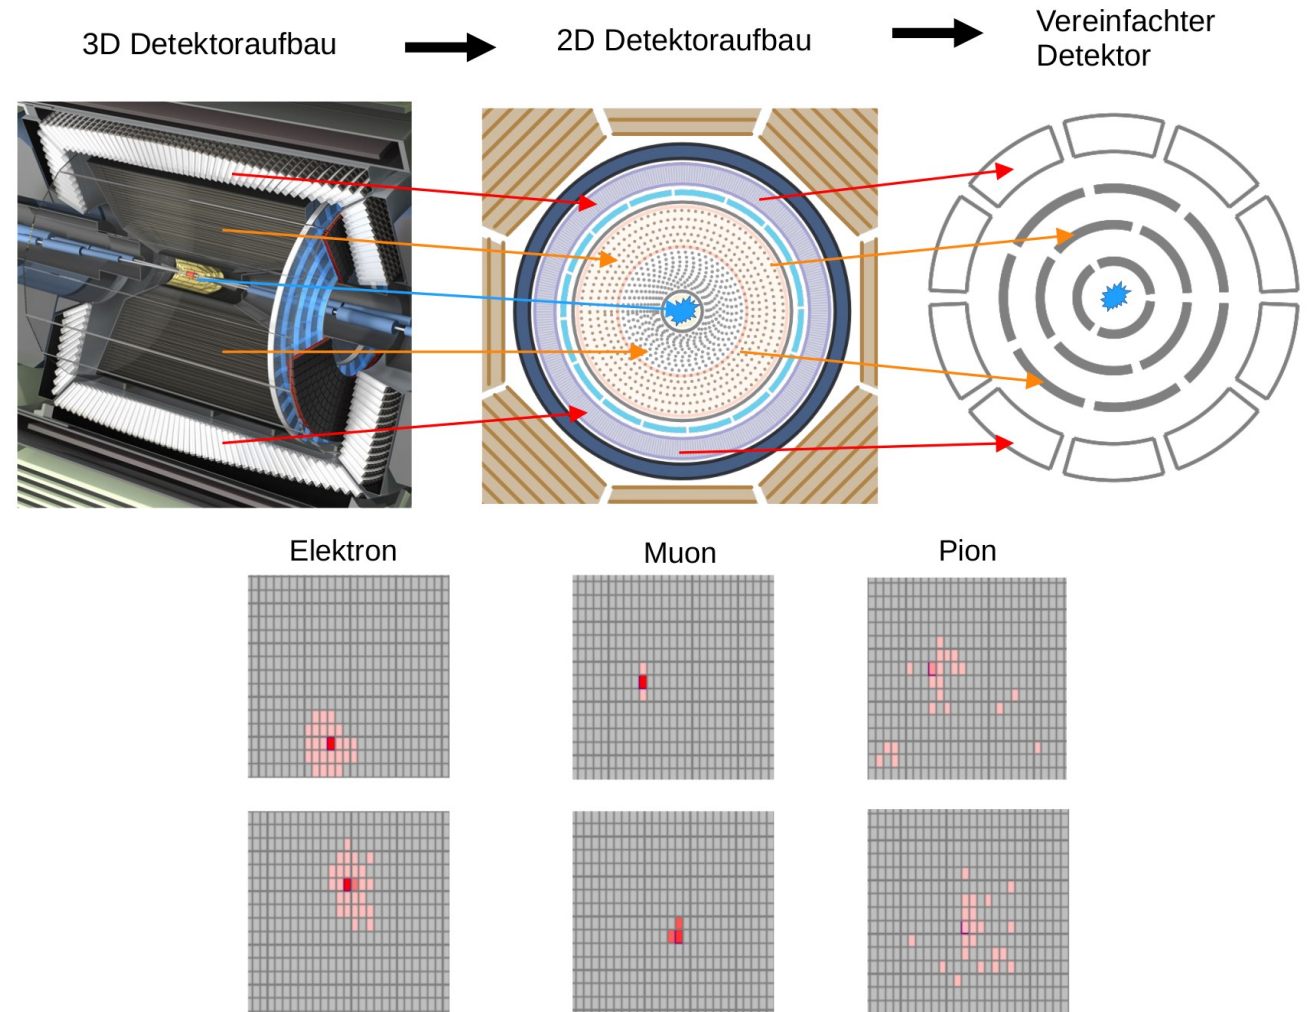 3D Detektoraufbau
2D Detektoraufbau
Vereinfachter
Detektor
Elektron
Muon
Pion